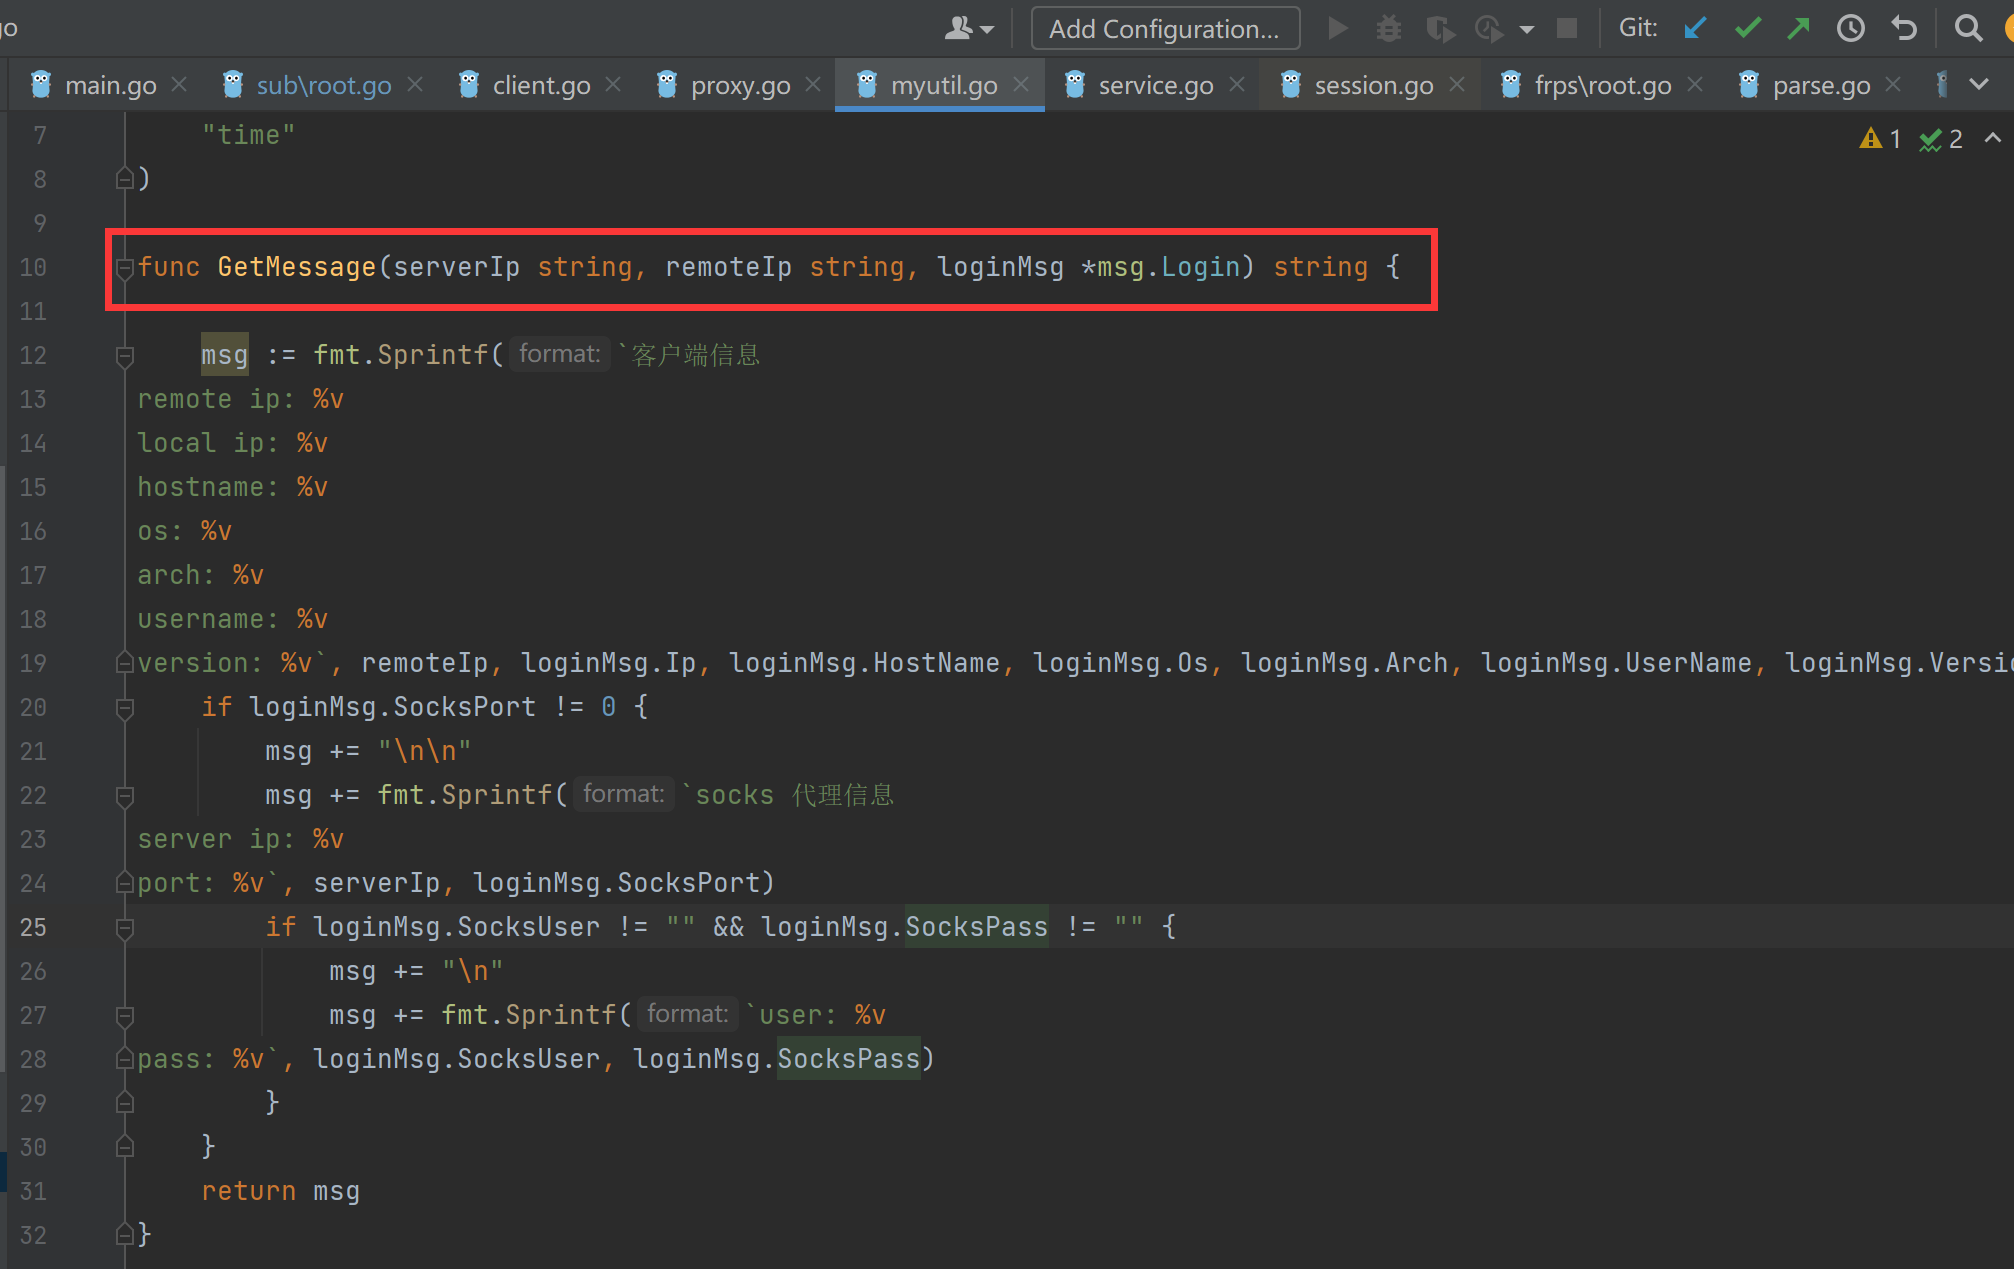 Add Configuration... Git:
main.go sub\root.go client.go proxy.go myutil.go service.go session.go frps\root.go parse.go
7 "time" 1 2
8 )
9
10 func GetMessage(serverIp string, remoteIp string, loginMsg *msg.Login) string {
11
12 msg := fmt.Sprintf( format: `客户端信息
13 remote ip: %v
14 local ip: %v
15 hostname: %v
16 os: %v
17 arch: %v
18 username: %v
19 version: %v`, remoteIp, loginMsg.Ip, loginMsg.HostName, loginMsg.Os, loginMsg.Arch, loginMsg.UserName, loginMsg.Versio
20 if loginMsg.SocksPort != 0 {
21 msg += "\n\n"
22 msg += fmt.Sprintf( format: `socks 代理信息
23 server ip: %v
24 port: %v`, serverIp, loginMsg.SocksPort)
25 if loginMsg.SocksUser != "" && loginMsg.SocksPass != "" {
26 msg += "\n"
27 msg += fmt.Sprintf( format: `user: %v
28 pass: %v`, loginMsg.SocksUser, loginMsg.SocksPass)
29 }
30 }
31 return msg
32 }